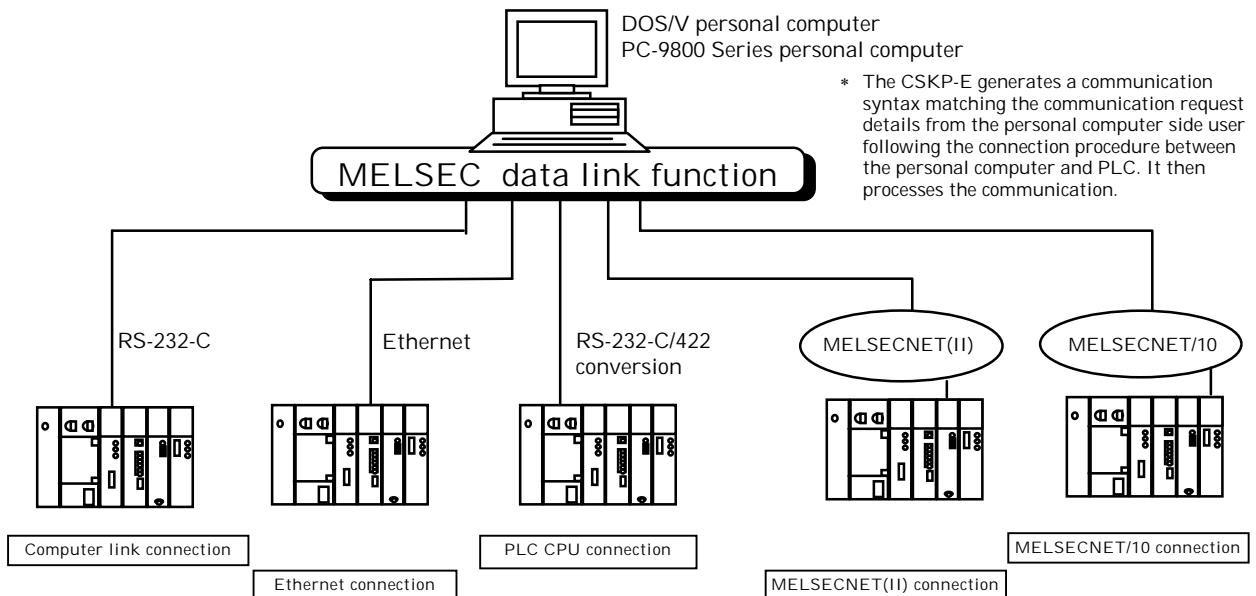 DOS/V personal computer
PC-9800 Series personal computer
* The CSKP-E generates a communication
syntax matching the communication request
details from the personal computer side user
following the connection procedure between
the personal computer and PLC. It then
processes the communication.
MELSEC data link function
RS-232-C
Ethernet
RS-232-C/422
conversion
MELSECNET(II)
MELSECNET/10
Computer link connection
Ethernet connection
PLC CPU connection
MELSECNET(II) connection
MELSECNET/10 connection